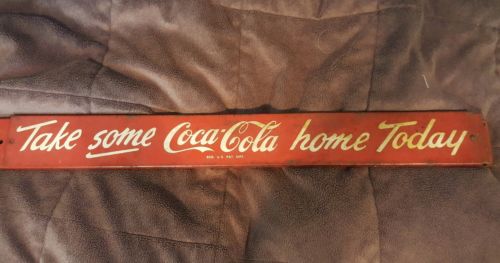 Take some Coca-Cola home Today
REG. U.S. PAT. OFF.